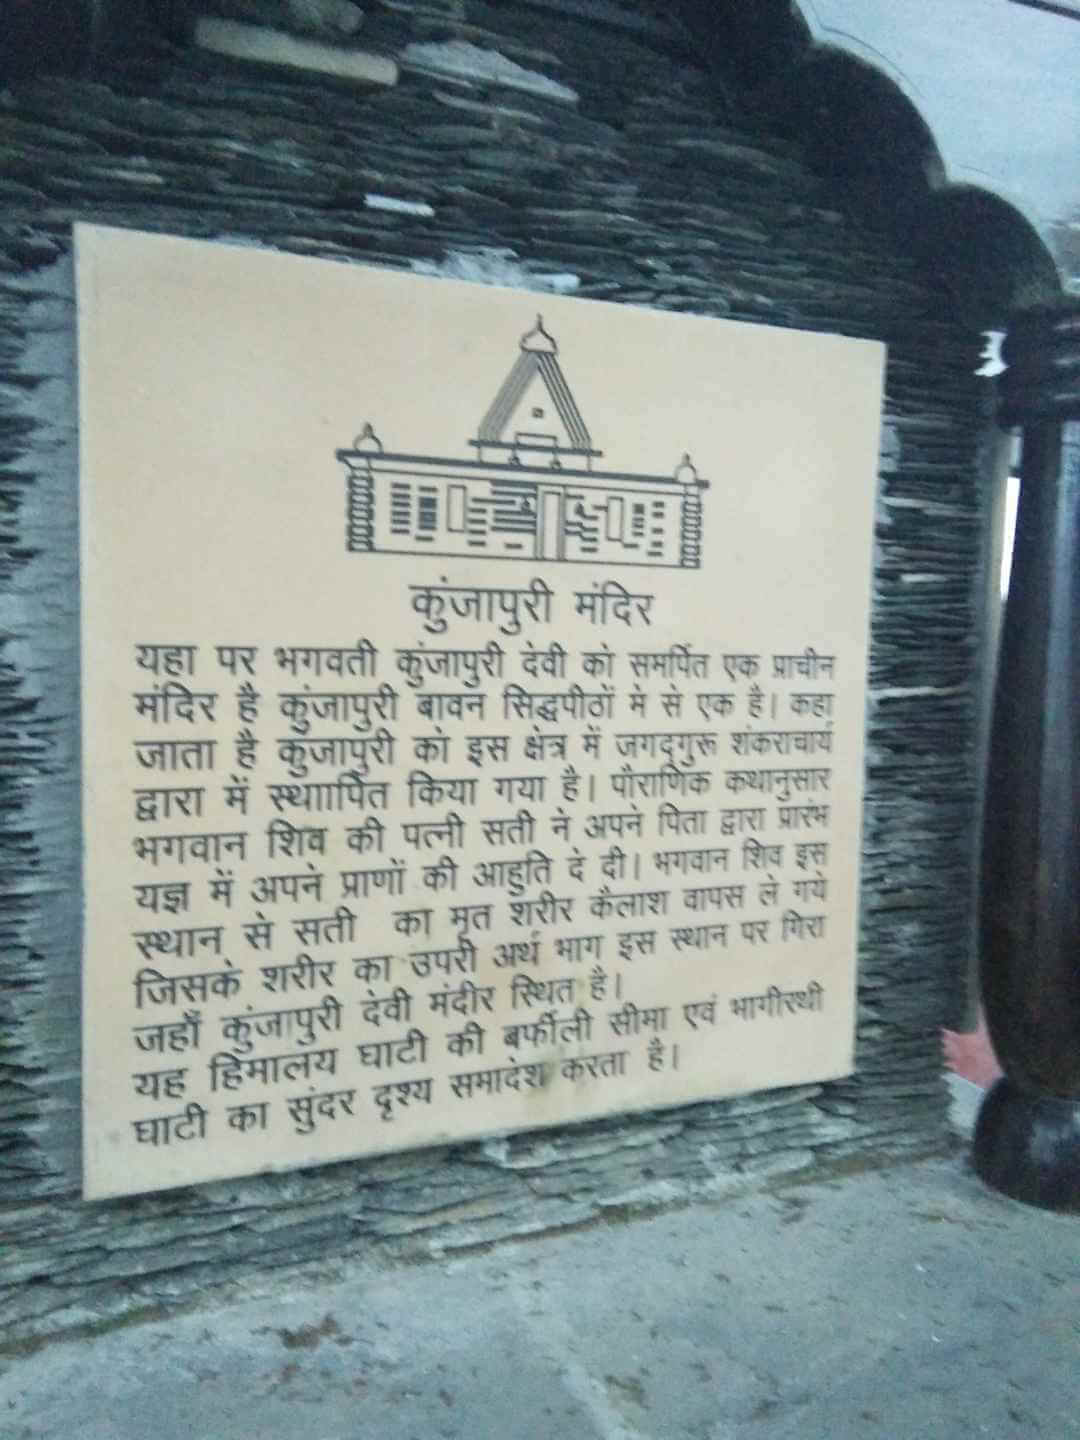 कुंजापुरी मंदिर
यहा पर भगवती कुंजापुरी देवी को समर्पित एक प्राचीन
मंदिर है कुंजापुरी बावन सिद्धपीठों में से एक है। कहा
जाता है कुंजापुरी को इस क्षेत्र में जगद्गुरू शंकराचार्य
द्वारा में स्थाापित किया गया है। पौराणिक कथानुसार
भगवान शिव की पत्नी सती ने अपने पिता द्वारा प्रारंभ
यज्ञ में अपने प्राणों की आहुति दे दी। भगवान शिव इस
स्थान से सती का मृत शरीर कैलाश वापस ले गये
जिसके शरीर का उपरी अर्थ भाग इस स्थान पर गिरा
जहाँ कुंजापुरी देवी मंदीर स्थित है।
यह हिमालय घाटी की बर्फीली सीमा एवं भागीरथी
घाटी का सुंदर दृश्य समादेश करता है।